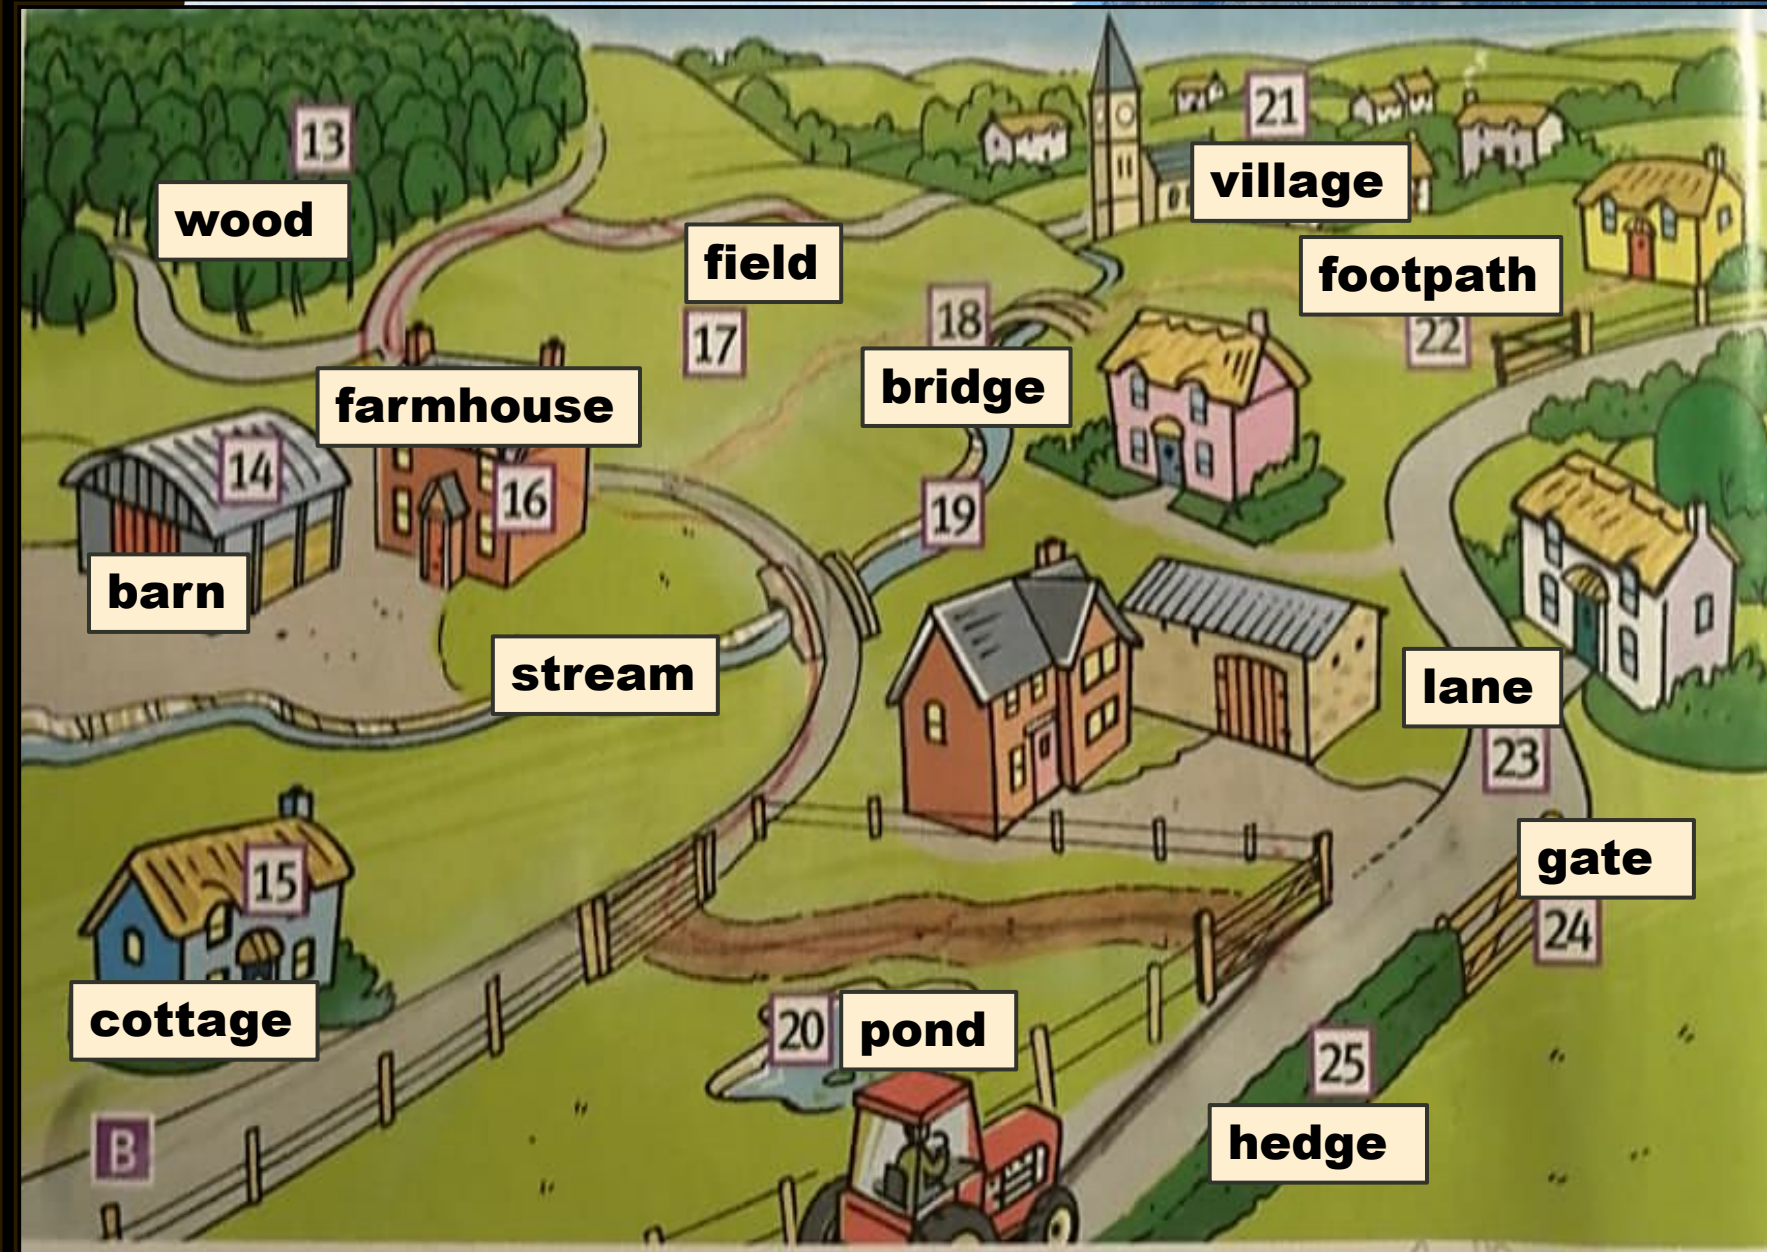 13
wood
21
village
field
footpath
17
18
22
bridge
farmhouse
14
16
19
barn
stream
lane
23
15
gate
24
cottage
20 pond
25
B
hedge